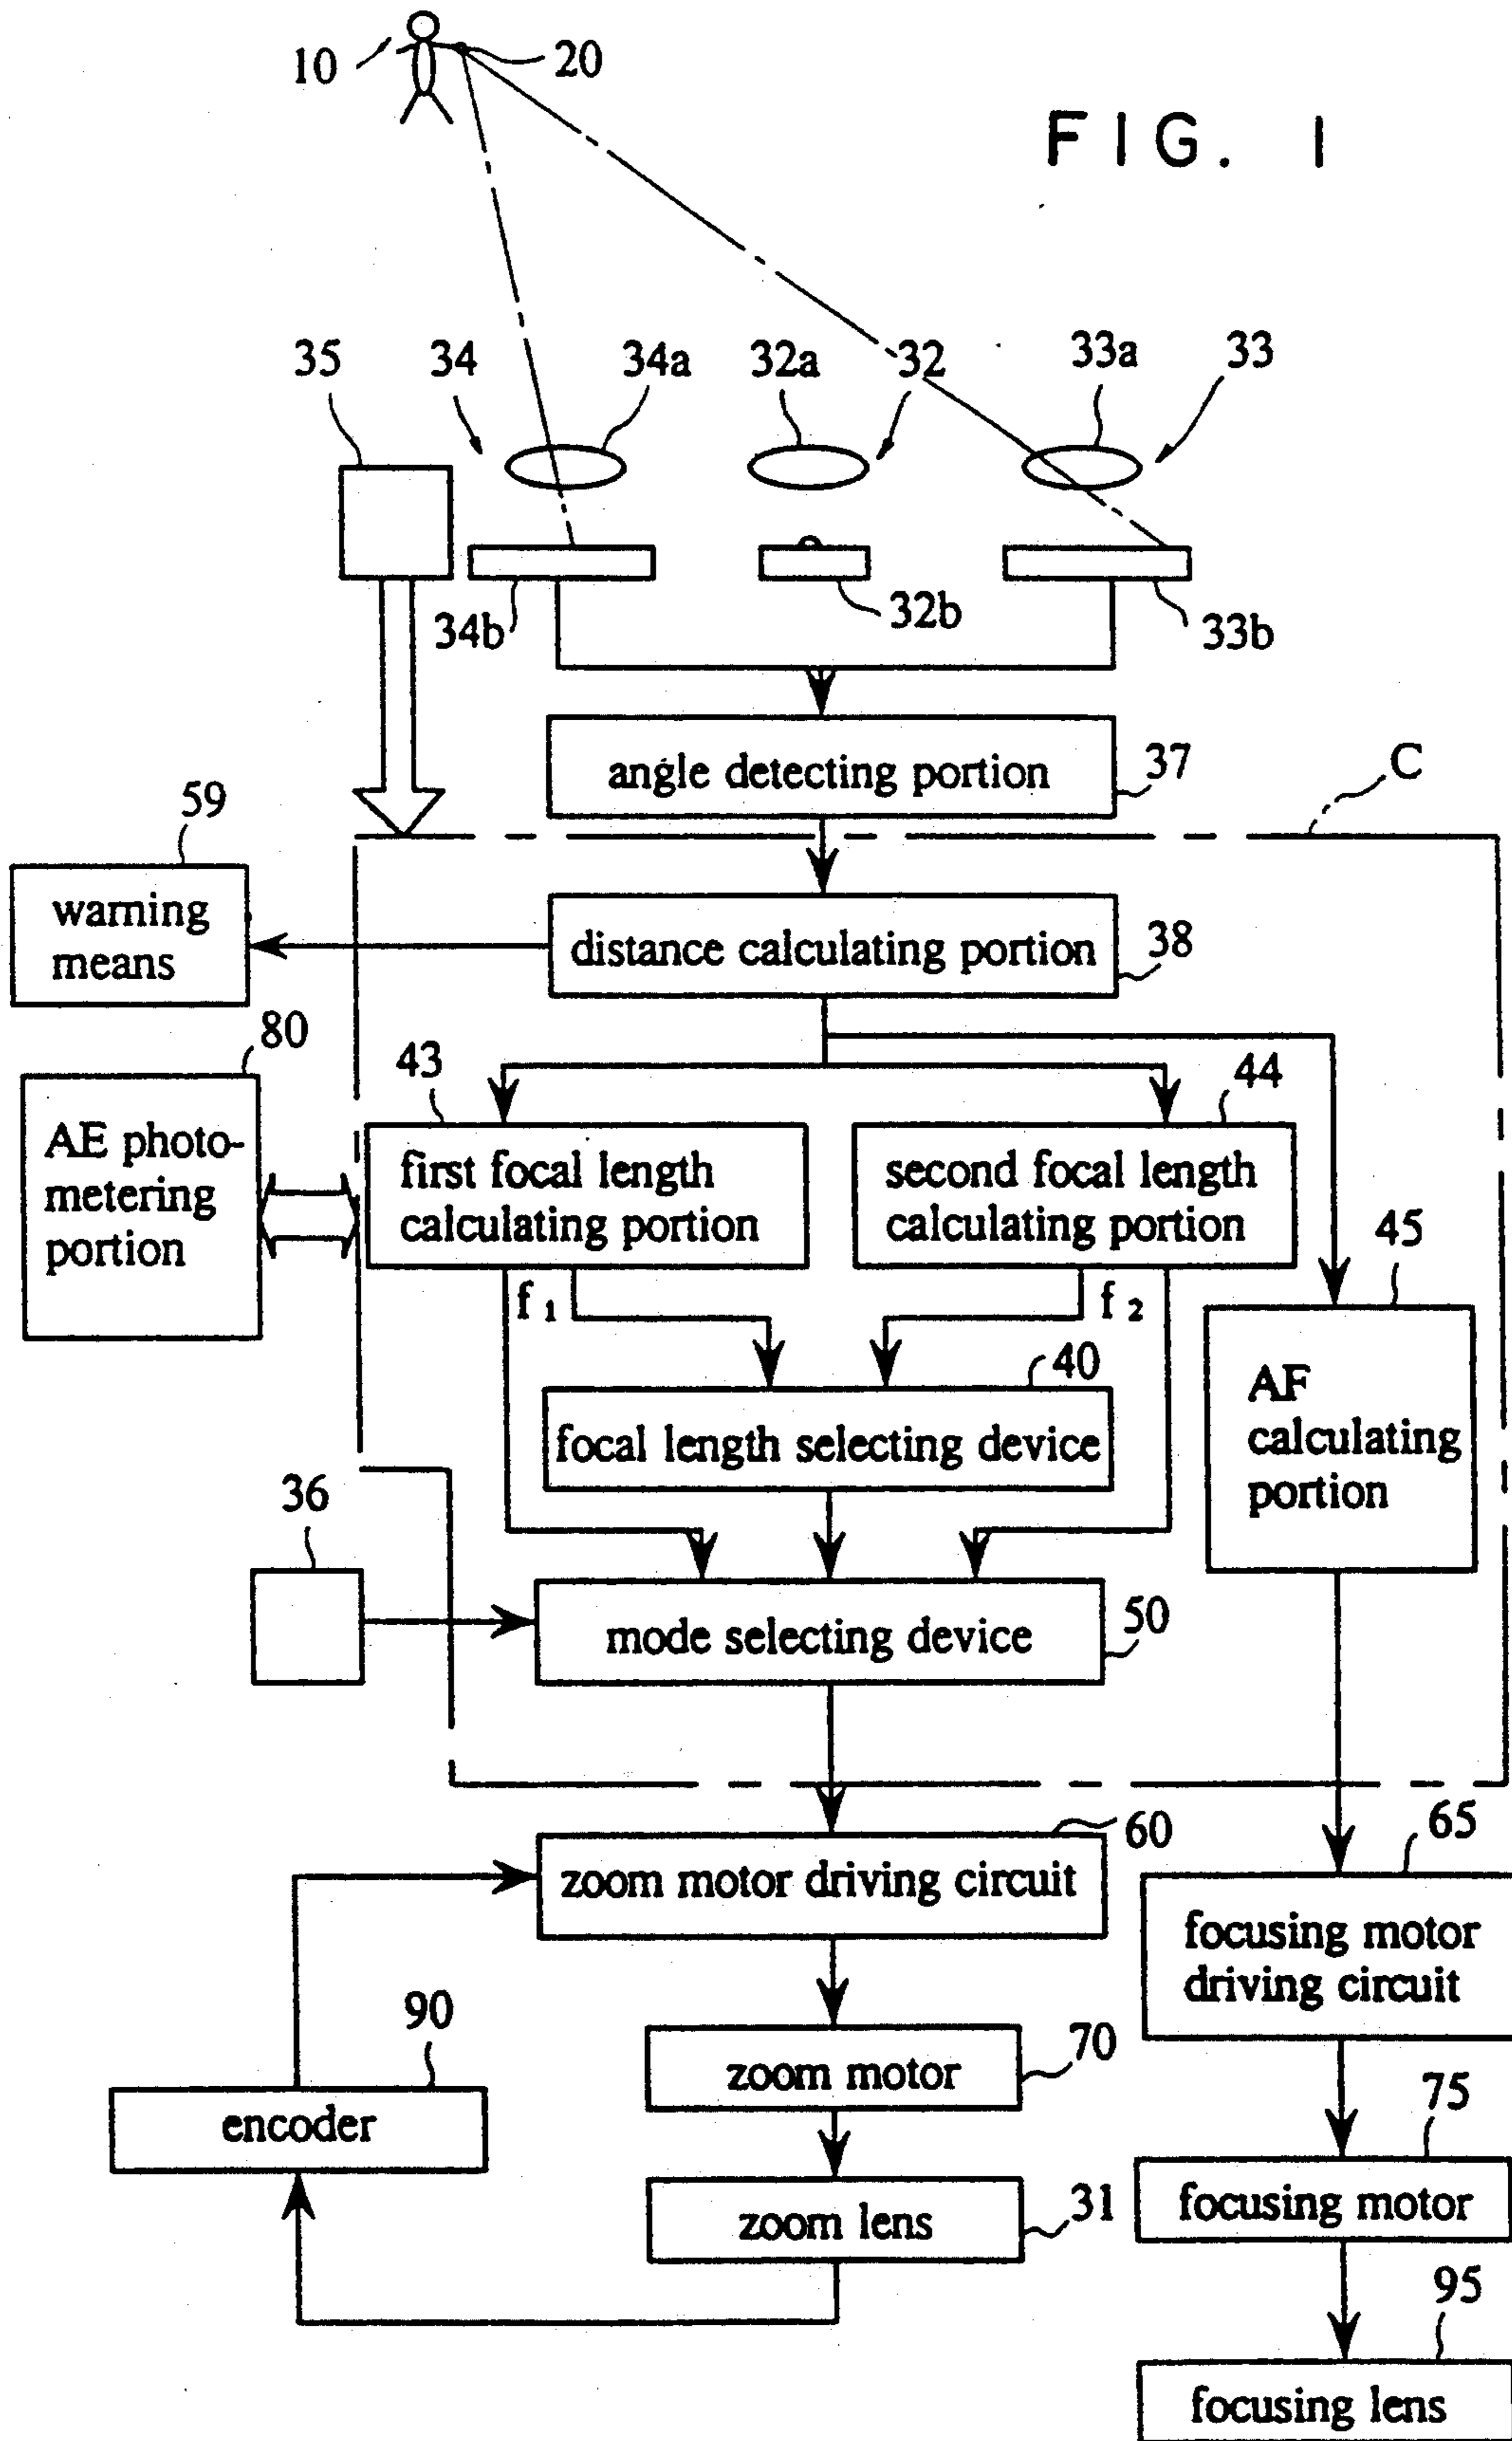 FIG. 1
10
20
35
34
34a
32a
32
33a
33
34b
32b
33b
angle detecting portion
37
C
59
warning
means
distance calculating portion
38
80
AE photo-
metering
portion
43
first focal length
calculating portion
44
second focal length
calculating portion
45
AF
calculating
portion
f₁
f₂
40
focal length selecting device
36
mode selecting device
50
60
zoom motor driving circuit
65
focusing motor
driving circuit
90
encoder
zoom motor
70
75
focusing motor
zoom lens
31
95
focusing lens